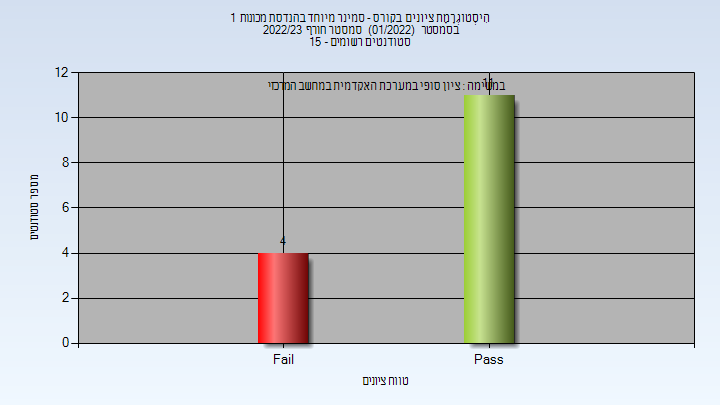 היסטוגרמת ציונים בקורס - סמינר מיוחד בהנדסת מכונות 1
בסמסטר (01/2022) סמסטר חורף 2022/23
סטודנטים רשומים - 15
במשימה : ציון סופי במערכת האקדמית במחשב המרכזי
12
10
8
6
4
2
0
מספר סטודנטים
4
11
Fail
Pass
טווח ציונים